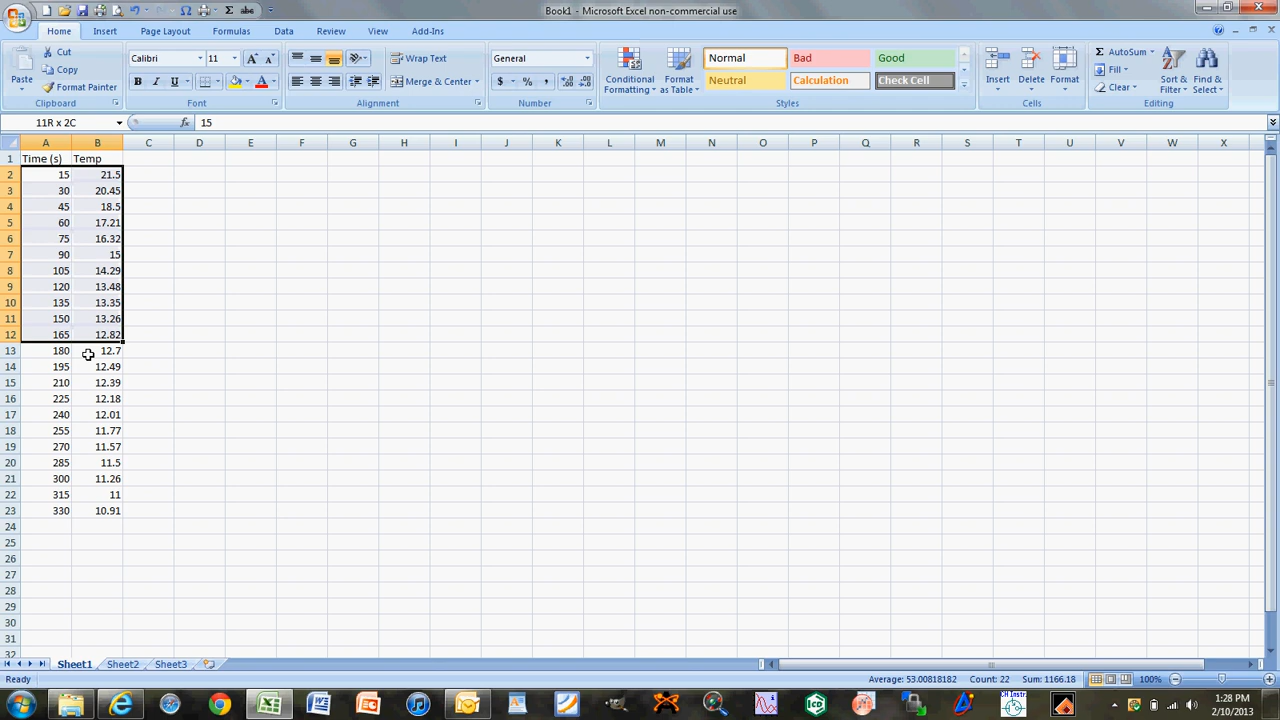 Book1 - Microsoft Excel non-commercial use
Home Insert Page Layout Formulas Data Review View Add-Ins
Paste Cut Copy Format Painter Clipboard
Calibri 11 B I U A Font
Wrap Text Merge & Center Alignment
General $ % , Number
Conditional Formatting Format as Table Normal Bad Good Neutral Calculation Check Cell Styles
Insert Delete Format Cells
Σ AutoSum Fill Clear Sort & Filter Find & Select Editing
11R x 2C fx 15
A B C D E F G H I J K L M N O P Q R S T U V W X
1 Time (s) Temp
2 15 21.5
3 30 20.45
4 45 18.5
5 60 17.21
6 75 16.32
7 90 15
8 105 14.29
9 120 13.48
10 135 13.35
11 150 13.26
12 165 12.82
13 180 12.7
14 195 12.49
15 210 12.39
16 225 12.18
17 240 12.01
18 255 11.77
19 270 11.57
20 285 11.5
21 300 11.26
22 315 11
23 330 10.91
24
25
26
27
28
29
30
31
32
Sheet1 Sheet2 Sheet3
Ready Average: 53.00818182 Count: 22 Sum: 1166.18 100%
1:28 PM
2/10/2013